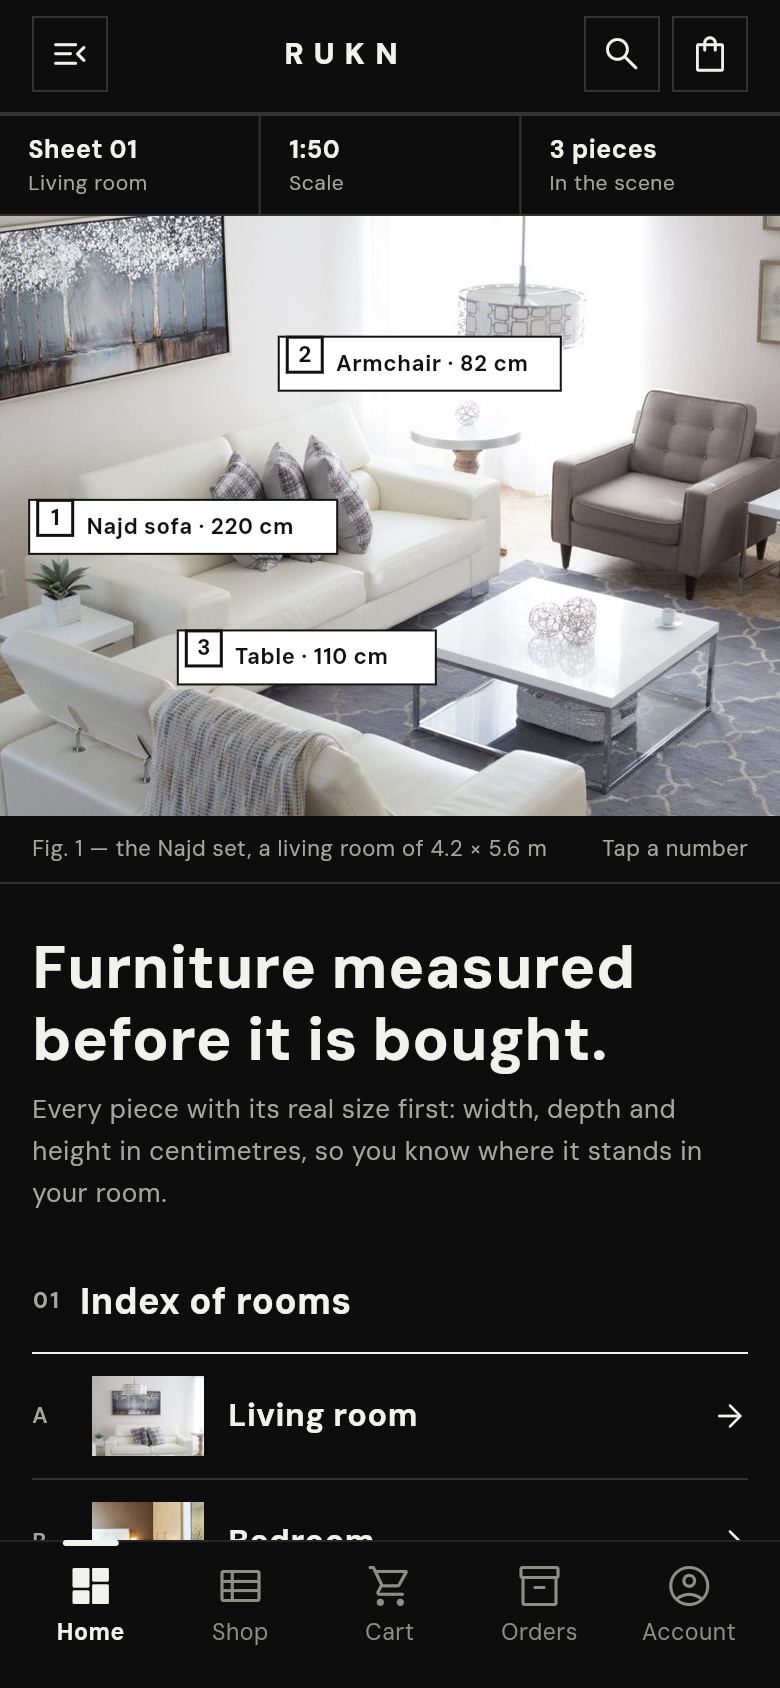 RUKN
Sheet 01
Living room
1:50
Scale
3 pieces
In the scene
2 Armchair · 82 cm
1 Najd sofa · 220 cm
3 Table · 110 cm
Fig. 1 — the Najd set, a living room of 4.2 × 5.6 m
Tap a number
Furniture measured
before it is bought.
Every piece with its real size first: width, depth and
height in centimetres, so you know where it stands in
your room.
01 Index of rooms
A Living room
B Bedroom
Home
Shop
Cart
Orders
Account